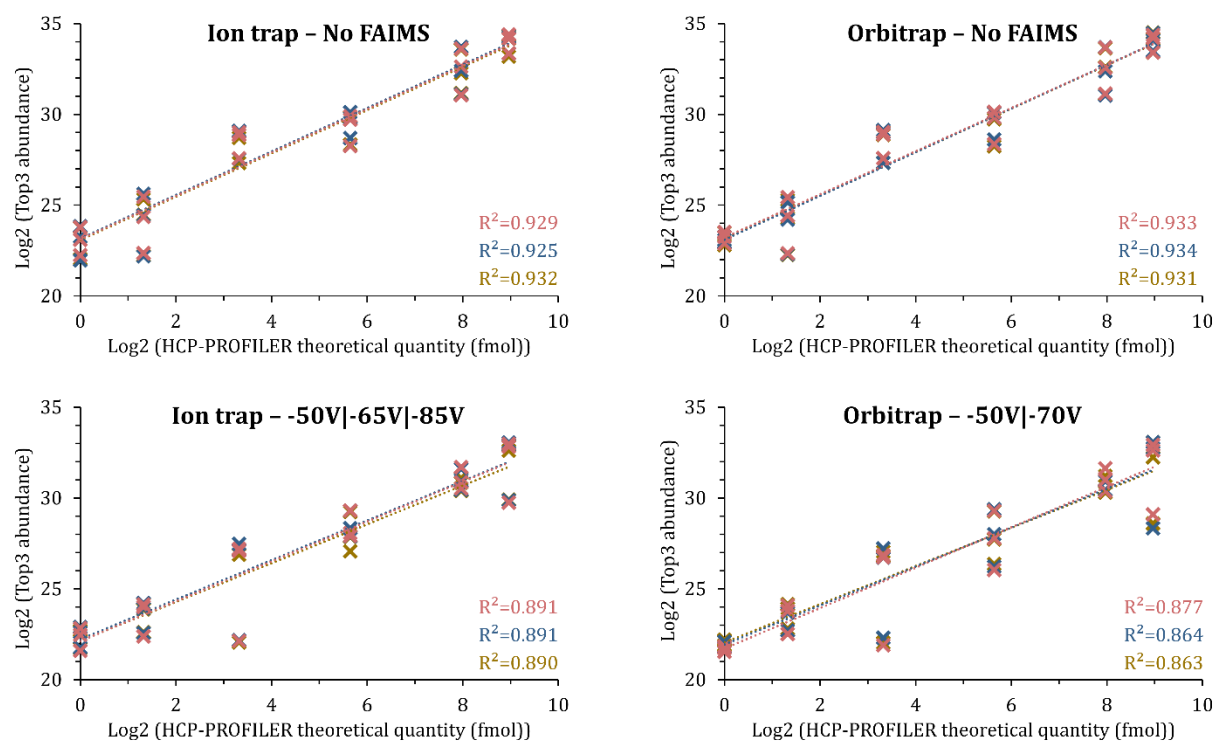 Ion trap – No FAIMS
35
30
25
20
Log2 (Top3 abundance)
R²=0.929
R²=0.925
R²=0.932
0 2 4 6 8 10
Log2 (HCP-PROFILER theoretical quantity (fmol))
Orbitrap – No FAIMS
35
30
25
20
Log2 (Top3 abundance)
R²=0.933
R²=0.934
R²=0.931
0 2 4 6 8 10
Log2 (HCP-PROFILER theoretical quantity (fmol))
Ion trap – -50V|-65V|-85V
35
30
25
20
Log2 (Top3 abundance)
R²=0.891
R²=0.891
R²=0.890
0 2 4 6 8 10
Log2 (HCP-PROFILER theoretical quantity (fmol))
Orbitrap – -50V|-70V
35
30
25
20
Log2 (Top3 abundance)
R²=0.877
R²=0.864
R²=0.863
0 2 4 6 8 10
Log2 (HCP-PROFILER theoretical quantity (fmol))